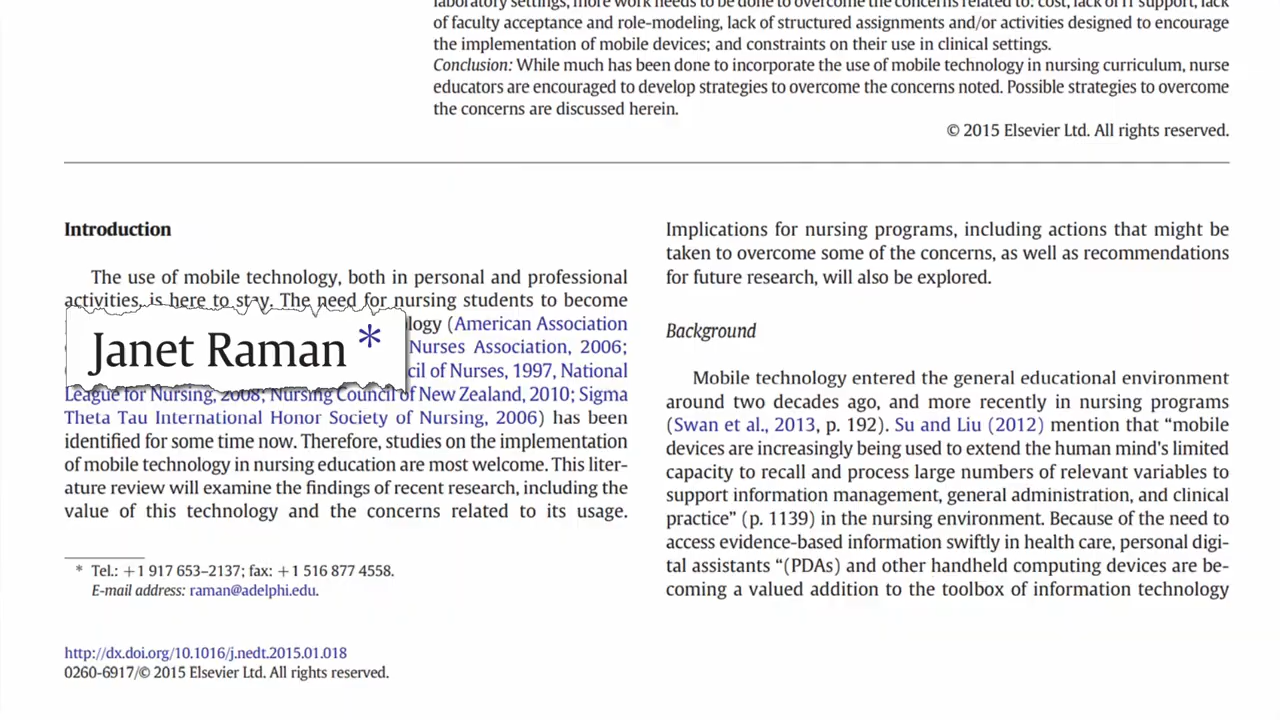 laboratory settings, more work needs to be done to overcome the concerns related to: cost, lack of IT support, lack
of faculty acceptance and role-modeling, lack of structured assignments and/or activities designed to encourage
the implementation of mobile devices; and constraints on their use in clinical settings.
Conclusion: While much has been done to incorporate the use of mobile technology in nursing curriculum, nurse
educators are encouraged to develop strategies to overcome the concerns noted. Possible strategies to overcome
the concerns are discussed herein.
© 2015 Elsevier Ltd. All rights reserved.
Introduction
The use of mobile technology, both in personal and professional
activities, is here to stay. The need for nursing students to become
Janet Raman *
(American Association
Nurses Association, 2006;
of Nurses, 1997, National
League for Nursing, 2008; Nursing Council of New Zealand, 2010; Sigma
Theta Tau International Honor Society of Nursing, 2006) has been
identified for some time now. Therefore, studies on the implementation
of mobile technology in nursing education are most welcome. This liter-
ature review will examine the findings of recent research, including the
value of this technology and the concerns related to its usage.
* Tel.: +1 917 653–2137; fax: +1 516 877 4558.
E-mail address: raman@adelphi.edu.
http://dx.doi.org/10.1016/j.nedt.2015.01.018
0260-6917/© 2015 Elsevier Ltd. All rights reserved.
Implications for nursing programs, including actions that might be
taken to overcome some of the concerns, as well as recommendations
for future research, will also be explored.
Background
Mobile technology entered the general educational environment
around two decades ago, and more recently in nursing programs
(Swan et al., 2013, p. 192). Su and Liu (2012) mention that “mobile
devices are increasingly being used to extend the human mind’s limited
capacity to recall and process large numbers of relevant variables to
support information management, general administration, and clinical
practice” (p. 1139) in the nursing environment. Because of the need to
access evidence-based information swiftly in health care, personal digi-
tal assistants “(PDAs) and other handheld computing devices are be-
coming a valued addition to the toolbox of information technology